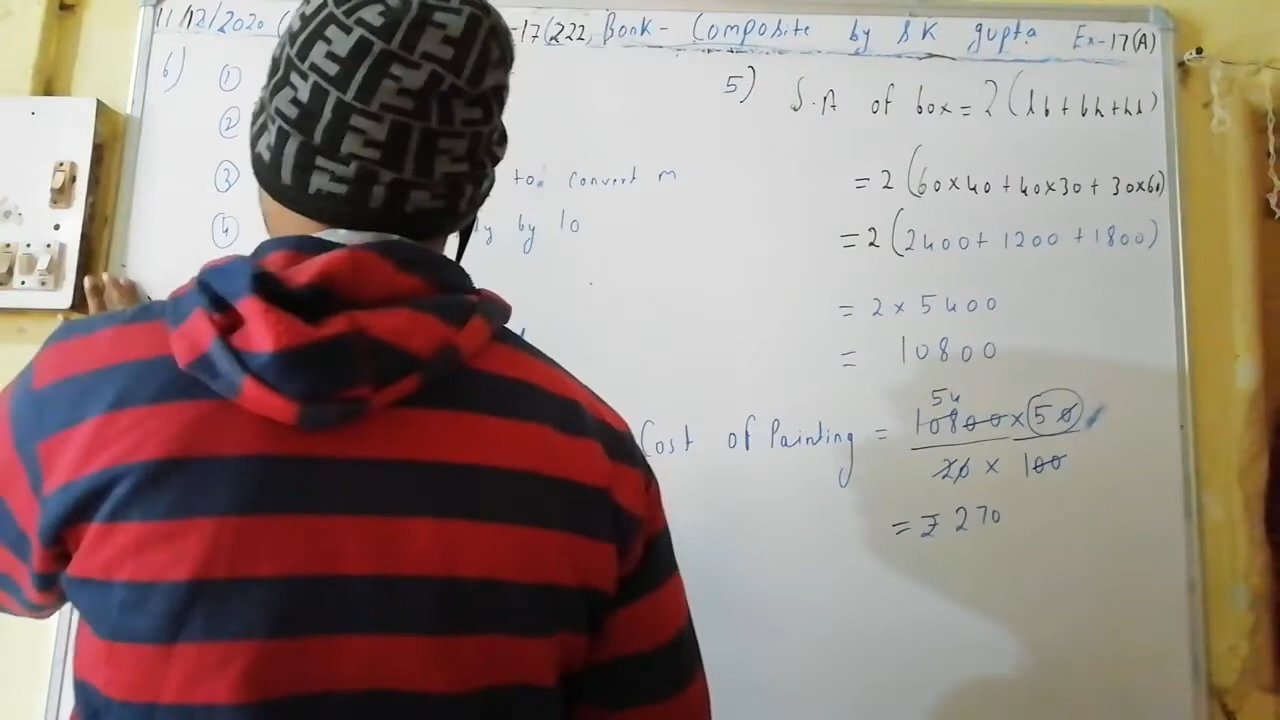 11/12/2020 -17(222, Book- Composite by S K gupta Ex-17(A)
6) ①
②
③ to convert m
④ ly by 10
5) S.A of box = 2(lb+bh+hl)
= 2(60×40+40×30+30×60)
= 2(2400+1200+1800)
= 2×5400
= 10800
54
Cost of Painting = 10800×50
20 × 100
= ₹ 270